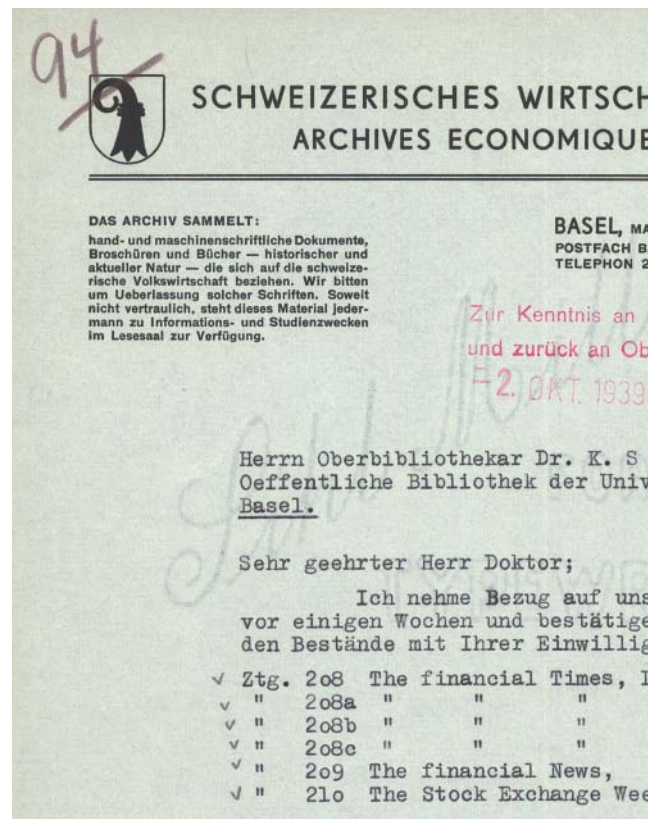 94
SCHWEIZERISCHES WIRTSCH
ARCHIVES ECONOMIQUE
DAS ARCHIV SAMMELT:
hand- und maschinenschriftliche Dokumente,
Broschüren und Bücher — historischer und
aktueller Natur — die sich auf die schweize-
rische Volkswirtschaft beziehen. Wir bitten
um Ueberlassung solcher Schriften. Soweit
nicht vertraulich, steht dieses Material jeder-
mann zu Informations- und Studienzwecken
im Lesesaal zur Verfügung.
BASEL, MA
POSTFACH B
TELEPHON 2
Zur Kenntnis an
und zurück an Ob
-2. OKT. 1939
Herrn Oberbibliothekar Dr. K. S
Oeffentliche Bibliothek der Univ
Basel.
Sehr geehrter Herr Doktor;
Ich nehme Bezug auf uns
vor einigen Wochen und bestätige
den Bestände mit Ihrer Einwillig
✓ Ztg. 2o8 The financial Times, L
✓ " 2o8a " " "
✓ " 2o8b " " "
✓ " 2o8c " " "
✓ " 2o9 The financial News,
✓ " 21o The Stock Exchange Wee